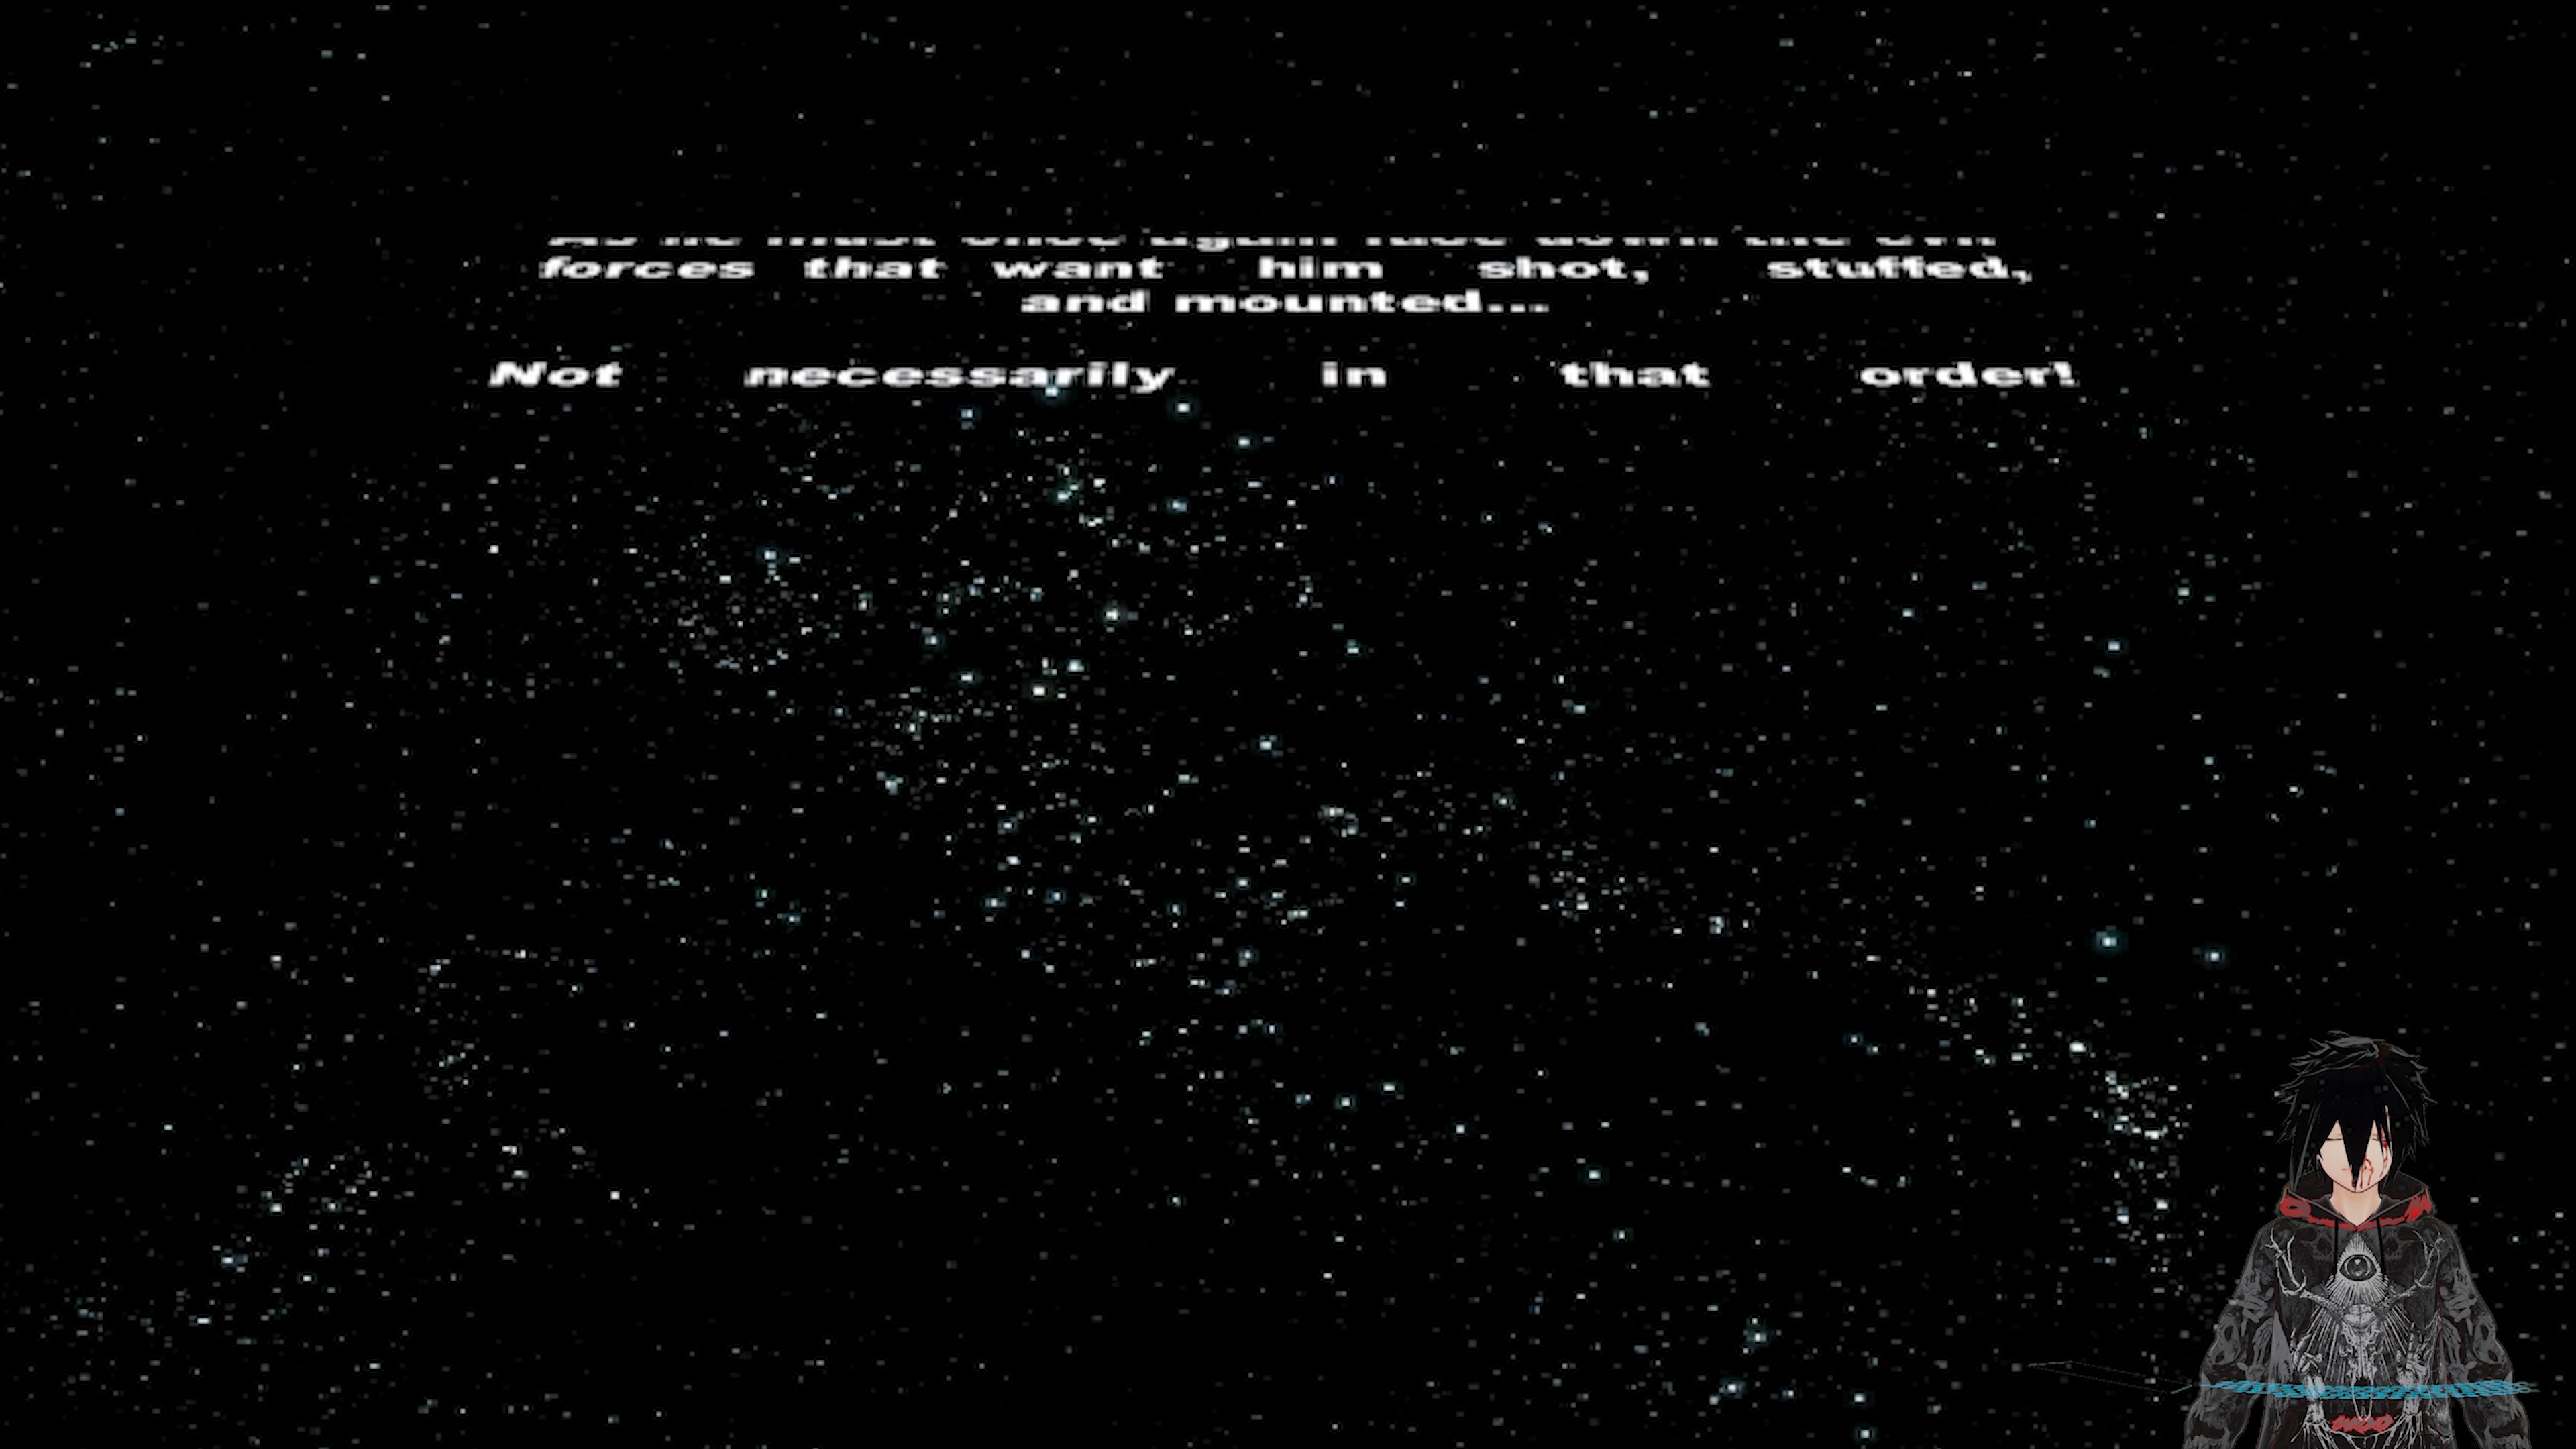 forces that want him shot, stuffed,
and mounted...
Not necessarily in that order!